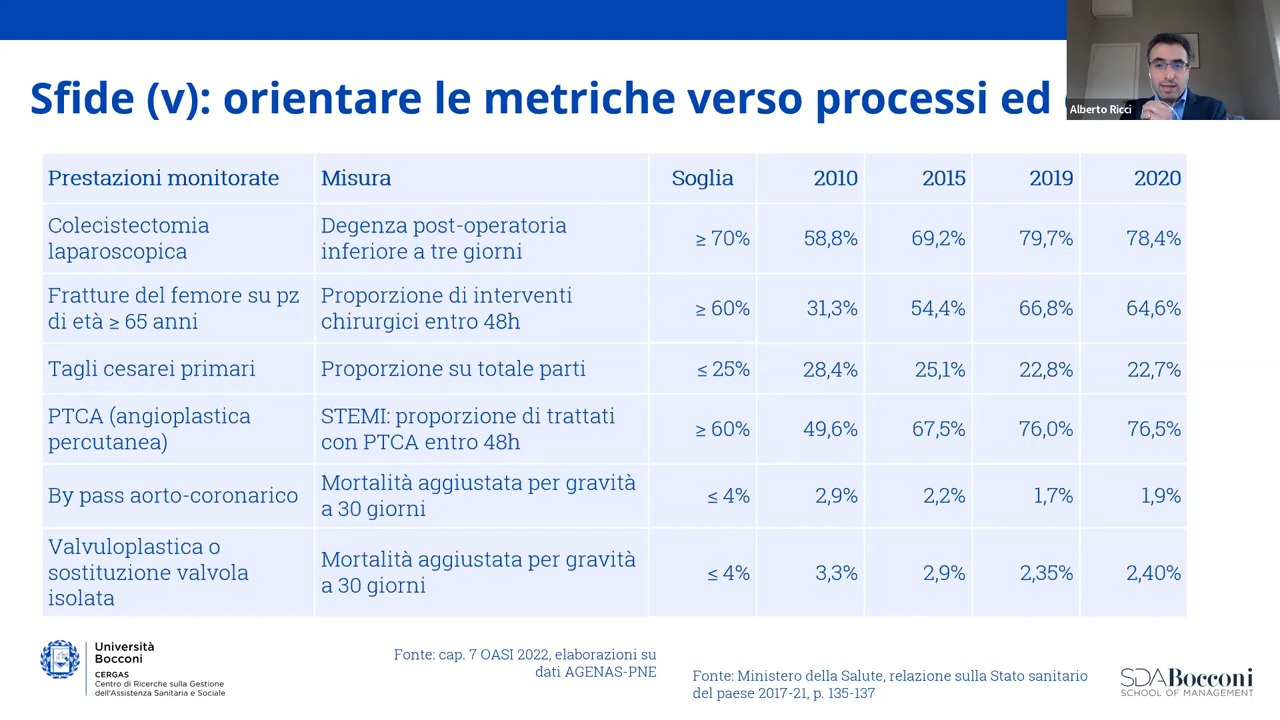 Sfide (v): orientare le metriche verso processi ed
Alberto Ricci
Prestazioni monitorate Misura Soglia 2010 2015 2019 2020
Colecistectomia
laparoscopica
Degenza post-operatoria
inferiore a tre giorni
≥ 70% 58,8% 69,2% 79,7% 78,4%
Fratture del femore su pz
di età ≥ 65 anni
Proporzione di interventi
chirurgici entro 48h
≥ 60% 31,3% 54,4% 66,8% 64,6%
Tagli cesarei primari Proporzione su totale parti ≤ 25% 28,4% 25,1% 22,8% 22,7%
PTCA (angioplastica
percutanea)
STEMI: proporzione di trattati
con PTCA entro 48h
≥ 60% 49,6% 67,5% 76,0% 76,5%
By pass aorto-coronarico
Mortalità aggiustata per gravità
a 30 giorni
≤ 4% 2,9% 2,2% 1,7% 1,9%
Valvuloplastica o
sostituzione valvola
isolata
Mortalità aggiustata per gravità
a 30 giorni
≤ 4% 3,3% 2,9% 2,35% 2,40%
Università
Bocconi
CERGAS
Centro di Ricerche sulla Gestione
dell'Assistenza Sanitaria e Sociale
Fonte: cap. 7 OASI 2022, elaborazioni su
dati AGENAS-PNE
Fonte: Ministero della Salute, relazione sulla Stato sanitario
del paese 2017-21, p. 135-137
SDA Bocconi
SCHOOL OF MANAGEMENT